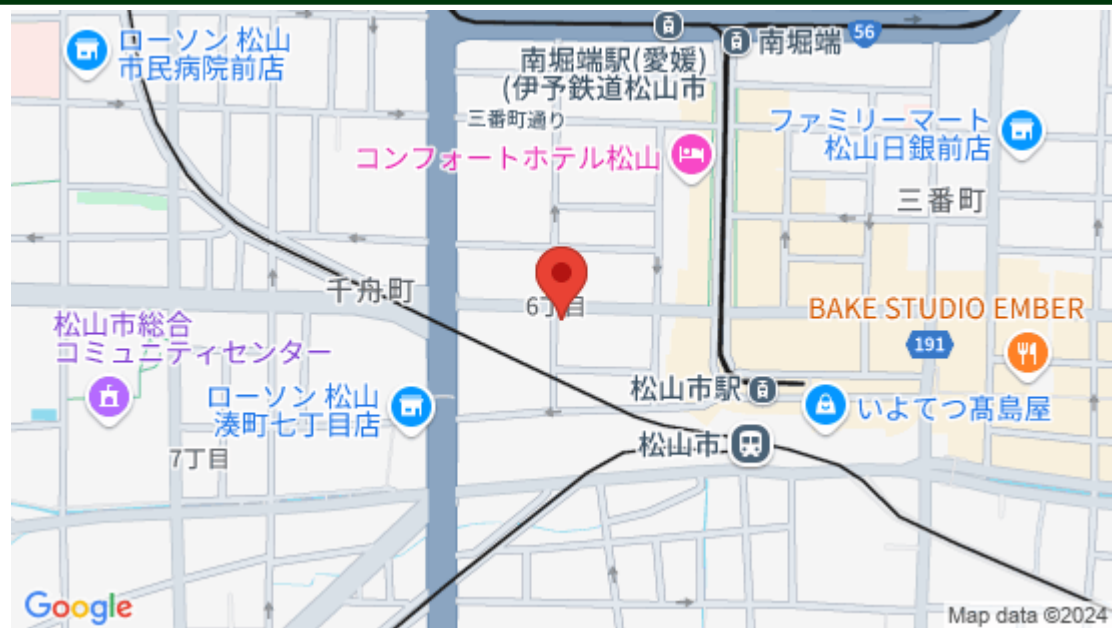 ローソン 松山
市民病院前店
南堀端
56
南堀端駅(愛媛)
(伊予鉄道松山市
三番町通り
コンフォートホテル松山
ファミリーマート
松山日銀前店
三番町
千舟町
6丁目
BAKE STUDIO EMBER
松山市総合
コミュニティセンター
191
ローソン 松山
湊町七丁目店
松山市駅
いよてつ髙島屋
松山市
7丁目
Google
Map data ©2024